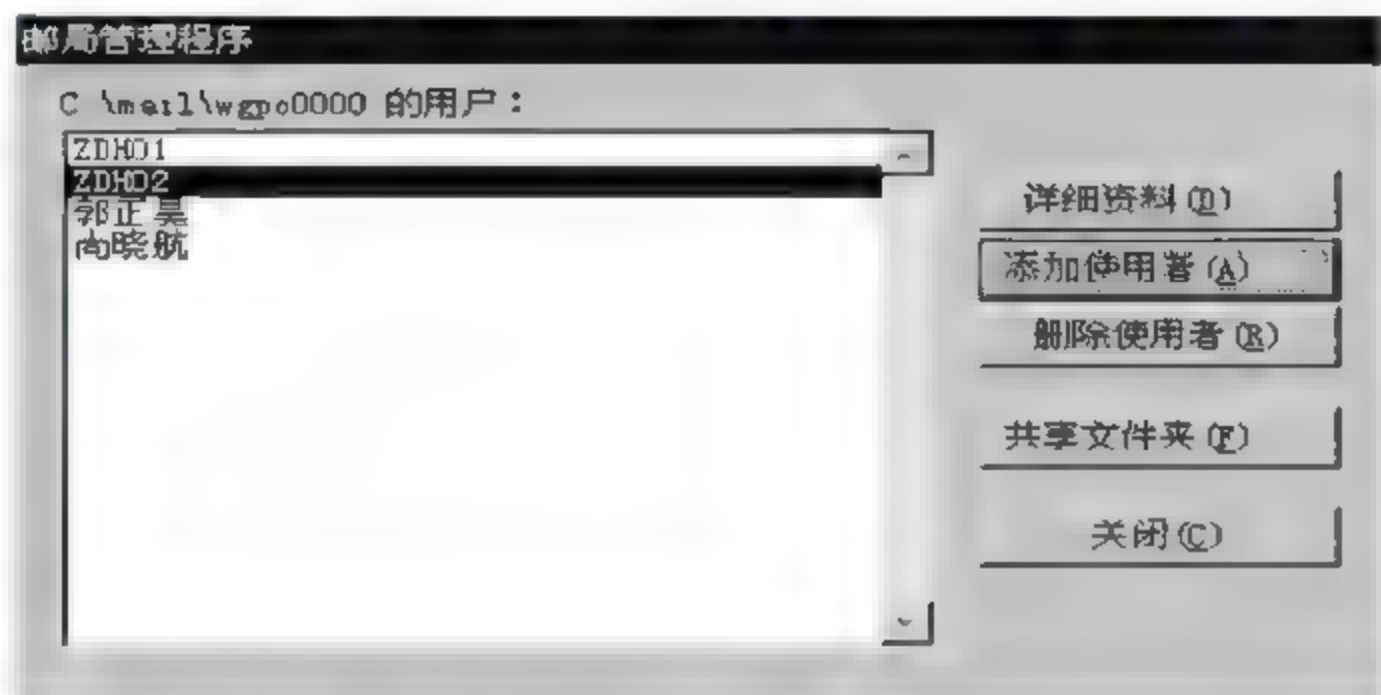 邮局管理程序
C \mail\wgpo0000 的用户：
ZDH01
ZDH02
郭正昊
尚晓航
详细资料(D)
添加使用者(A)
删除使用者(R)
共享文件夹(F)
关闭(C)